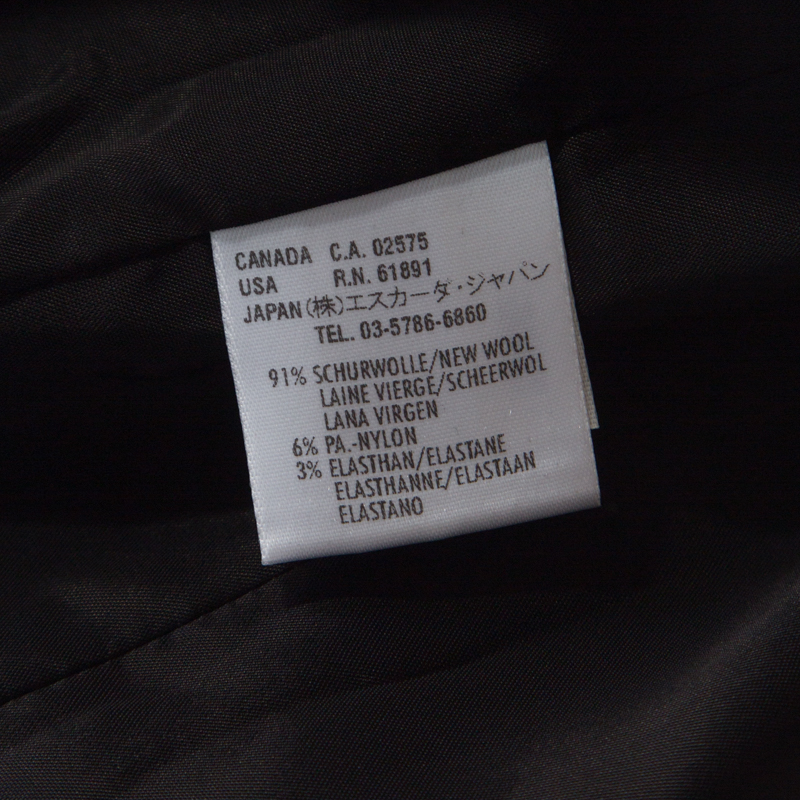 CANADA C.A. 02575
USA R.N. 61891
JAPAN (株)エスカーダ・ジャパン
TEL. 03-5786-6860
91% SCHURWOLLE/NEW WOOL
LAINE VIERGE/SCHEERWOL
LANA VIRGEN
6% PA.-NYLON
3% ELASTHAN/ELASTANE
ELASTHANNE/ELASTAAN
ELASTANO